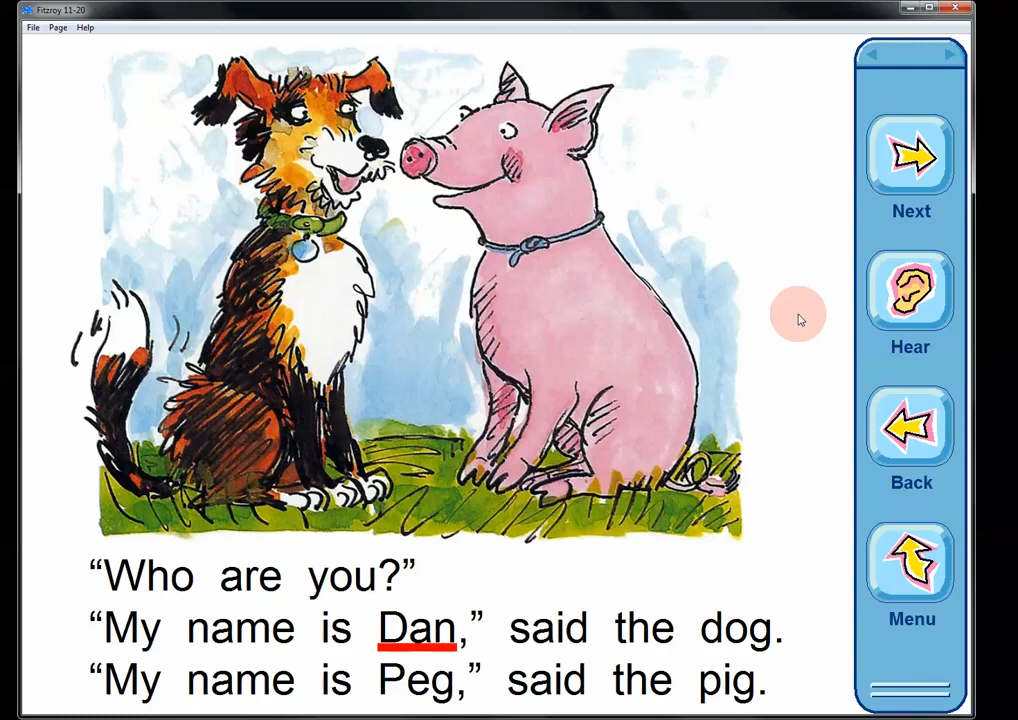 Fitzroy 11-20
File Page Help
Next
Hear
Back
Menu
“Who are you?”
“My name is Dan,” said the dog.
“My name is Peg,” said the pig.